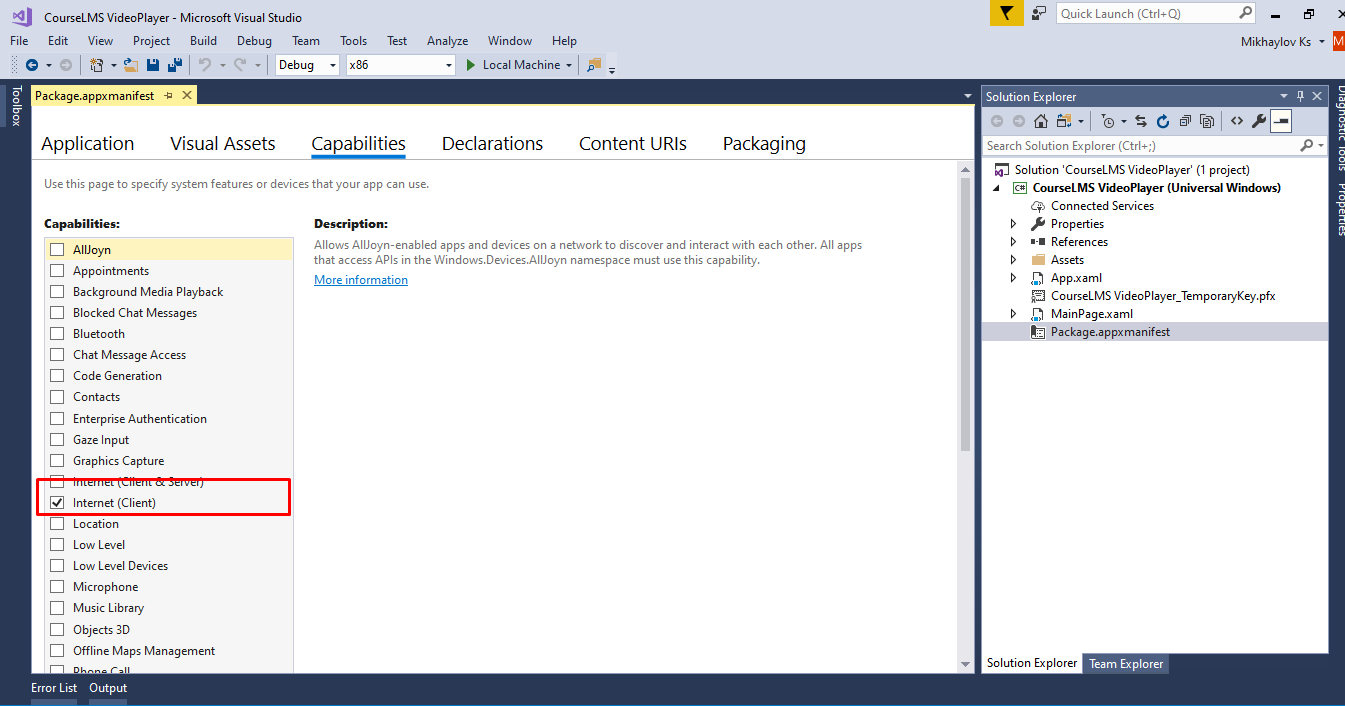 CourseLMS VideoPlayer - Microsoft Visual Studio
Quick Launch (Ctrl+Q)
File Edit View Project Build Debug Team Tools Test Analyze Window Help
Mikhaylov Ks
M
Debug x86 Local Machine
Toolbox
Package.appxmanifest
Application Visual Assets Capabilities Declarations Content URIs Packaging
Use this page to specify system features or devices that your app can use.
Capabilities:
AllJoyn
Appointments
Background Media Playback
Blocked Chat Messages
Bluetooth
Chat Message Access
Code Generation
Contacts
Enterprise Authentication
Gaze Input
Graphics Capture
Internet (Client & Server)
Internet (Client)
Location
Low Level
Low Level Devices
Microphone
Music Library
Objects 3D
Offline Maps Management
Phone Call
Description:
Allows AllJoyn-enabled apps and devices on a network to discover and interact with each other. All apps
that access APIs in the Windows.Devices.AllJoyn namespace must use this capability.
More information
Solution Explorer
Search Solution Explorer (Ctrl+;)
Solution 'CourseLMS VideoPlayer' (1 project)
C# CourseLMS VideoPlayer (Universal Windows)
Connected Services
Properties
References
Assets
App.xaml
CourseLMS VideoPlayer_TemporaryKey.pfx
MainPage.xaml
Package.appxmanifest
Solution Explorer Team Explorer
Diagnostic Tools
Properties
Error List Output